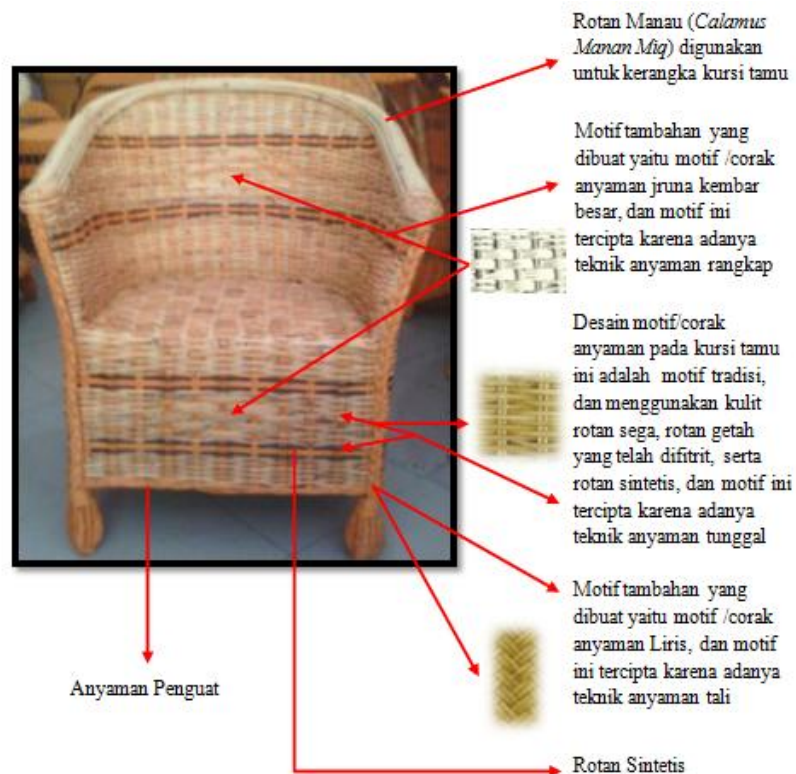 Rotan Manau (Calamus
Manan Miq) digunakan
untuk kerangka kursi tamu
Motif tambahan yang
dibuat yaitu motif /corak
anyaman jruna kembar
besar, dan motif ini
tercipta karena adanya
teknik anyaman rangkap
Desain motif/corak
anyaman pada kursi tamu
ini adalah motif tradisi,
dan menggunakan kulit
rotan sega, rotan getah
yang telah difitrit, serta
rotan sintetis, dan motif ini
tercipta karena adanya
teknik anyaman tunggal
Motif tambahan yang
dibuat yaitu motif /corak
anyaman Liris, dan motif
ini tercipta karena adanya
teknik anyaman tali
Anyaman Penguat
Rotan Sintetis